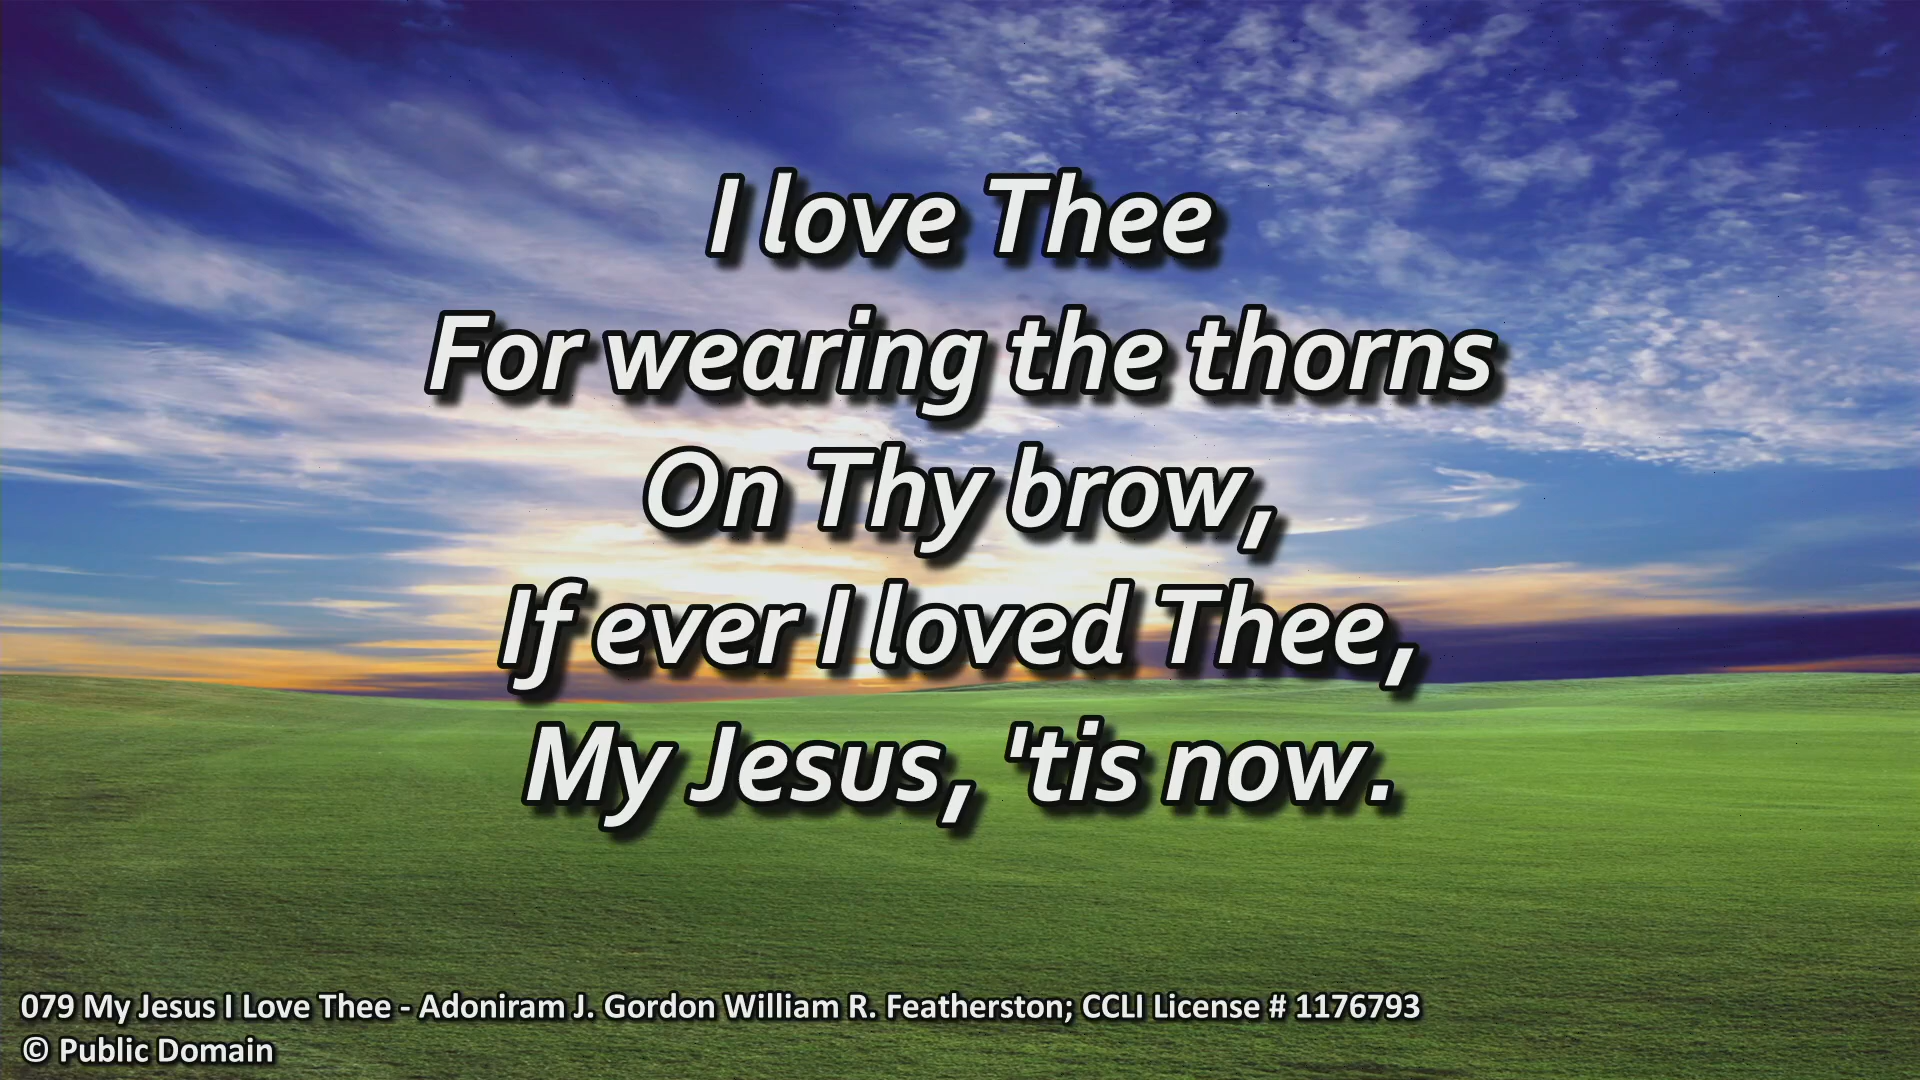 I love Thee
For wearing the thorns
On Thy brow,
If ever I loved Thee,
My Jesus, 'tis now.
079 My Jesus I Love Thee - Adoniram J. Gordon William R. Featherston; CCLI License # 1176793
© Public Domain